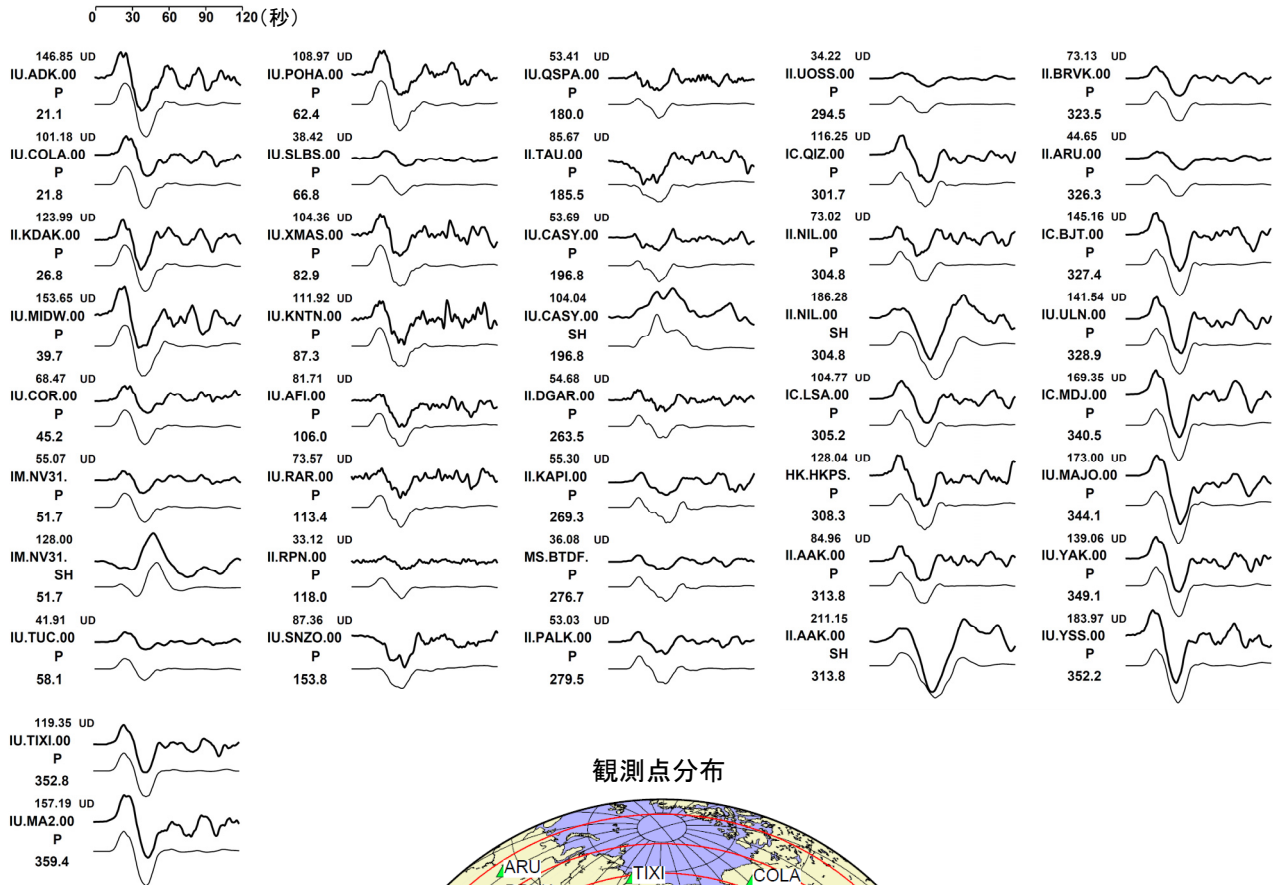 0 30 60 90 120(秒)
146.85 UD
IU.ADK.00
P
21.1
101.18 UD
IU.COLA.00
P
21.8
123.99 UD
II.KDAK.00
P
26.8
153.65 UD
IU.MIDW.00
P
39.7
68.47 UD
IU.COR.00
P
45.2
55.07 UD
IM.NV31.
P
51.7
128.00
IM.NV31.
SH
51.7
41.91 UD
IU.TUC.00
P
58.1
119.35 UD
IU.TIXI.00
P
352.8
157.19 UD
IU.MA2.00
P
359.4
108.97 UD
IU.POHA.00
P
62.4
38.42 UD
IU.SLBS.00
P
66.8
104.36 UD
IU.XMAS.00
P
82.9
111.92 UD
IU.KNTN.00
P
87.3
81.71 UD
IU.AFI.00
P
106.0
73.57 UD
IU.RAR.00
P
113.4
33.12 UD
II.RPN.00
P
118.0
87.36 UD
IU.SNZO.00
P
153.8
53.41 UD
IU.QSPA.00
P
180.0
85.67 UD
II.TAU.00
P
185.5
53.69 UD
IU.CASY.00
P
196.8
104.04
IU.CASY.00
SH
196.8
54.68 UD
II.DGAR.00
P
263.5
55.30 UD
II.KAPI.00
P
269.3
36.08 UD
MS.BTDF.
P
276.7
53.03 UD
II.PALK.00
P
279.5
34.22 UD
II.UOSS.00
P
294.5
116.25 UD
IC.QIZ.00
P
301.7
73.02 UD
II.NIL.00
P
304.8
186.28
II.NIL.00
SH
304.8
104.77 UD
IC.LSA.00
P
305.2
128.04 UD
HK.HKPS.
P
308.3
84.96 UD
II.AAK.00
P
313.8
211.15
II.AAK.00
SH
313.8
73.13 UD
II.BRVK.00
P
323.5
44.65 UD
II.ARU.00
P
326.3
145.16 UD
IC.BJT.00
P
327.4
141.54 UD
IU.ULN.00
P
328.9
169.35 UD
IC.MDJ.00
P
340.5
173.00 UD
IU.MAJO.00
P
344.1
139.06 UD
IU.YAK.00
P
349.1
183.97 UD
IU.YSS.00
P
352.2
観測点分布
ARU
TIXI
COLA